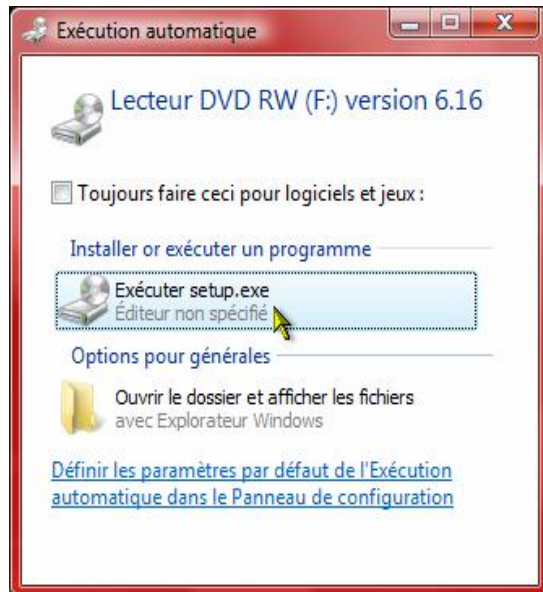 Exécution automatique
Lecteur DVD RW (F:) version 6.16
Toujours faire ceci pour logiciels et jeux :
Installer or exécuter un programme
Exécuter setup.exe
Éditeur non spécifié
Options pour générales
Ouvrir le dossier et afficher les fichiers
avec Explorateur Windows
Définir les paramètres par défaut de l'Exécution
automatique dans le Panneau de configuration